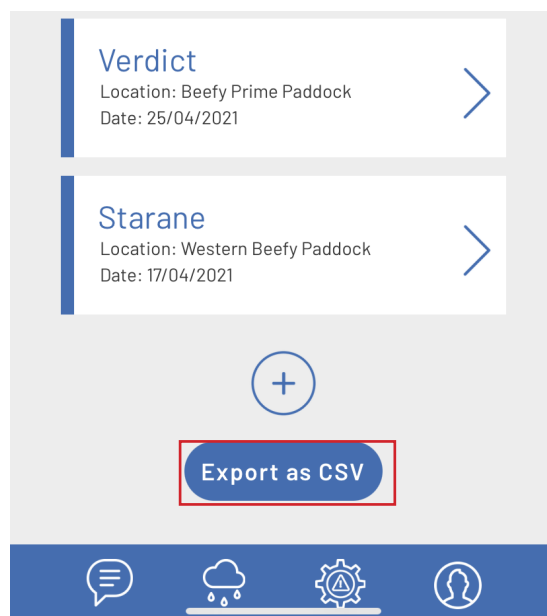 Verdict
Location: Beefy Prime Paddock
Date: 25/04/2021
Starane
Location: Western Beefy Paddock
Date: 17/04/2021
+
Export as CSV